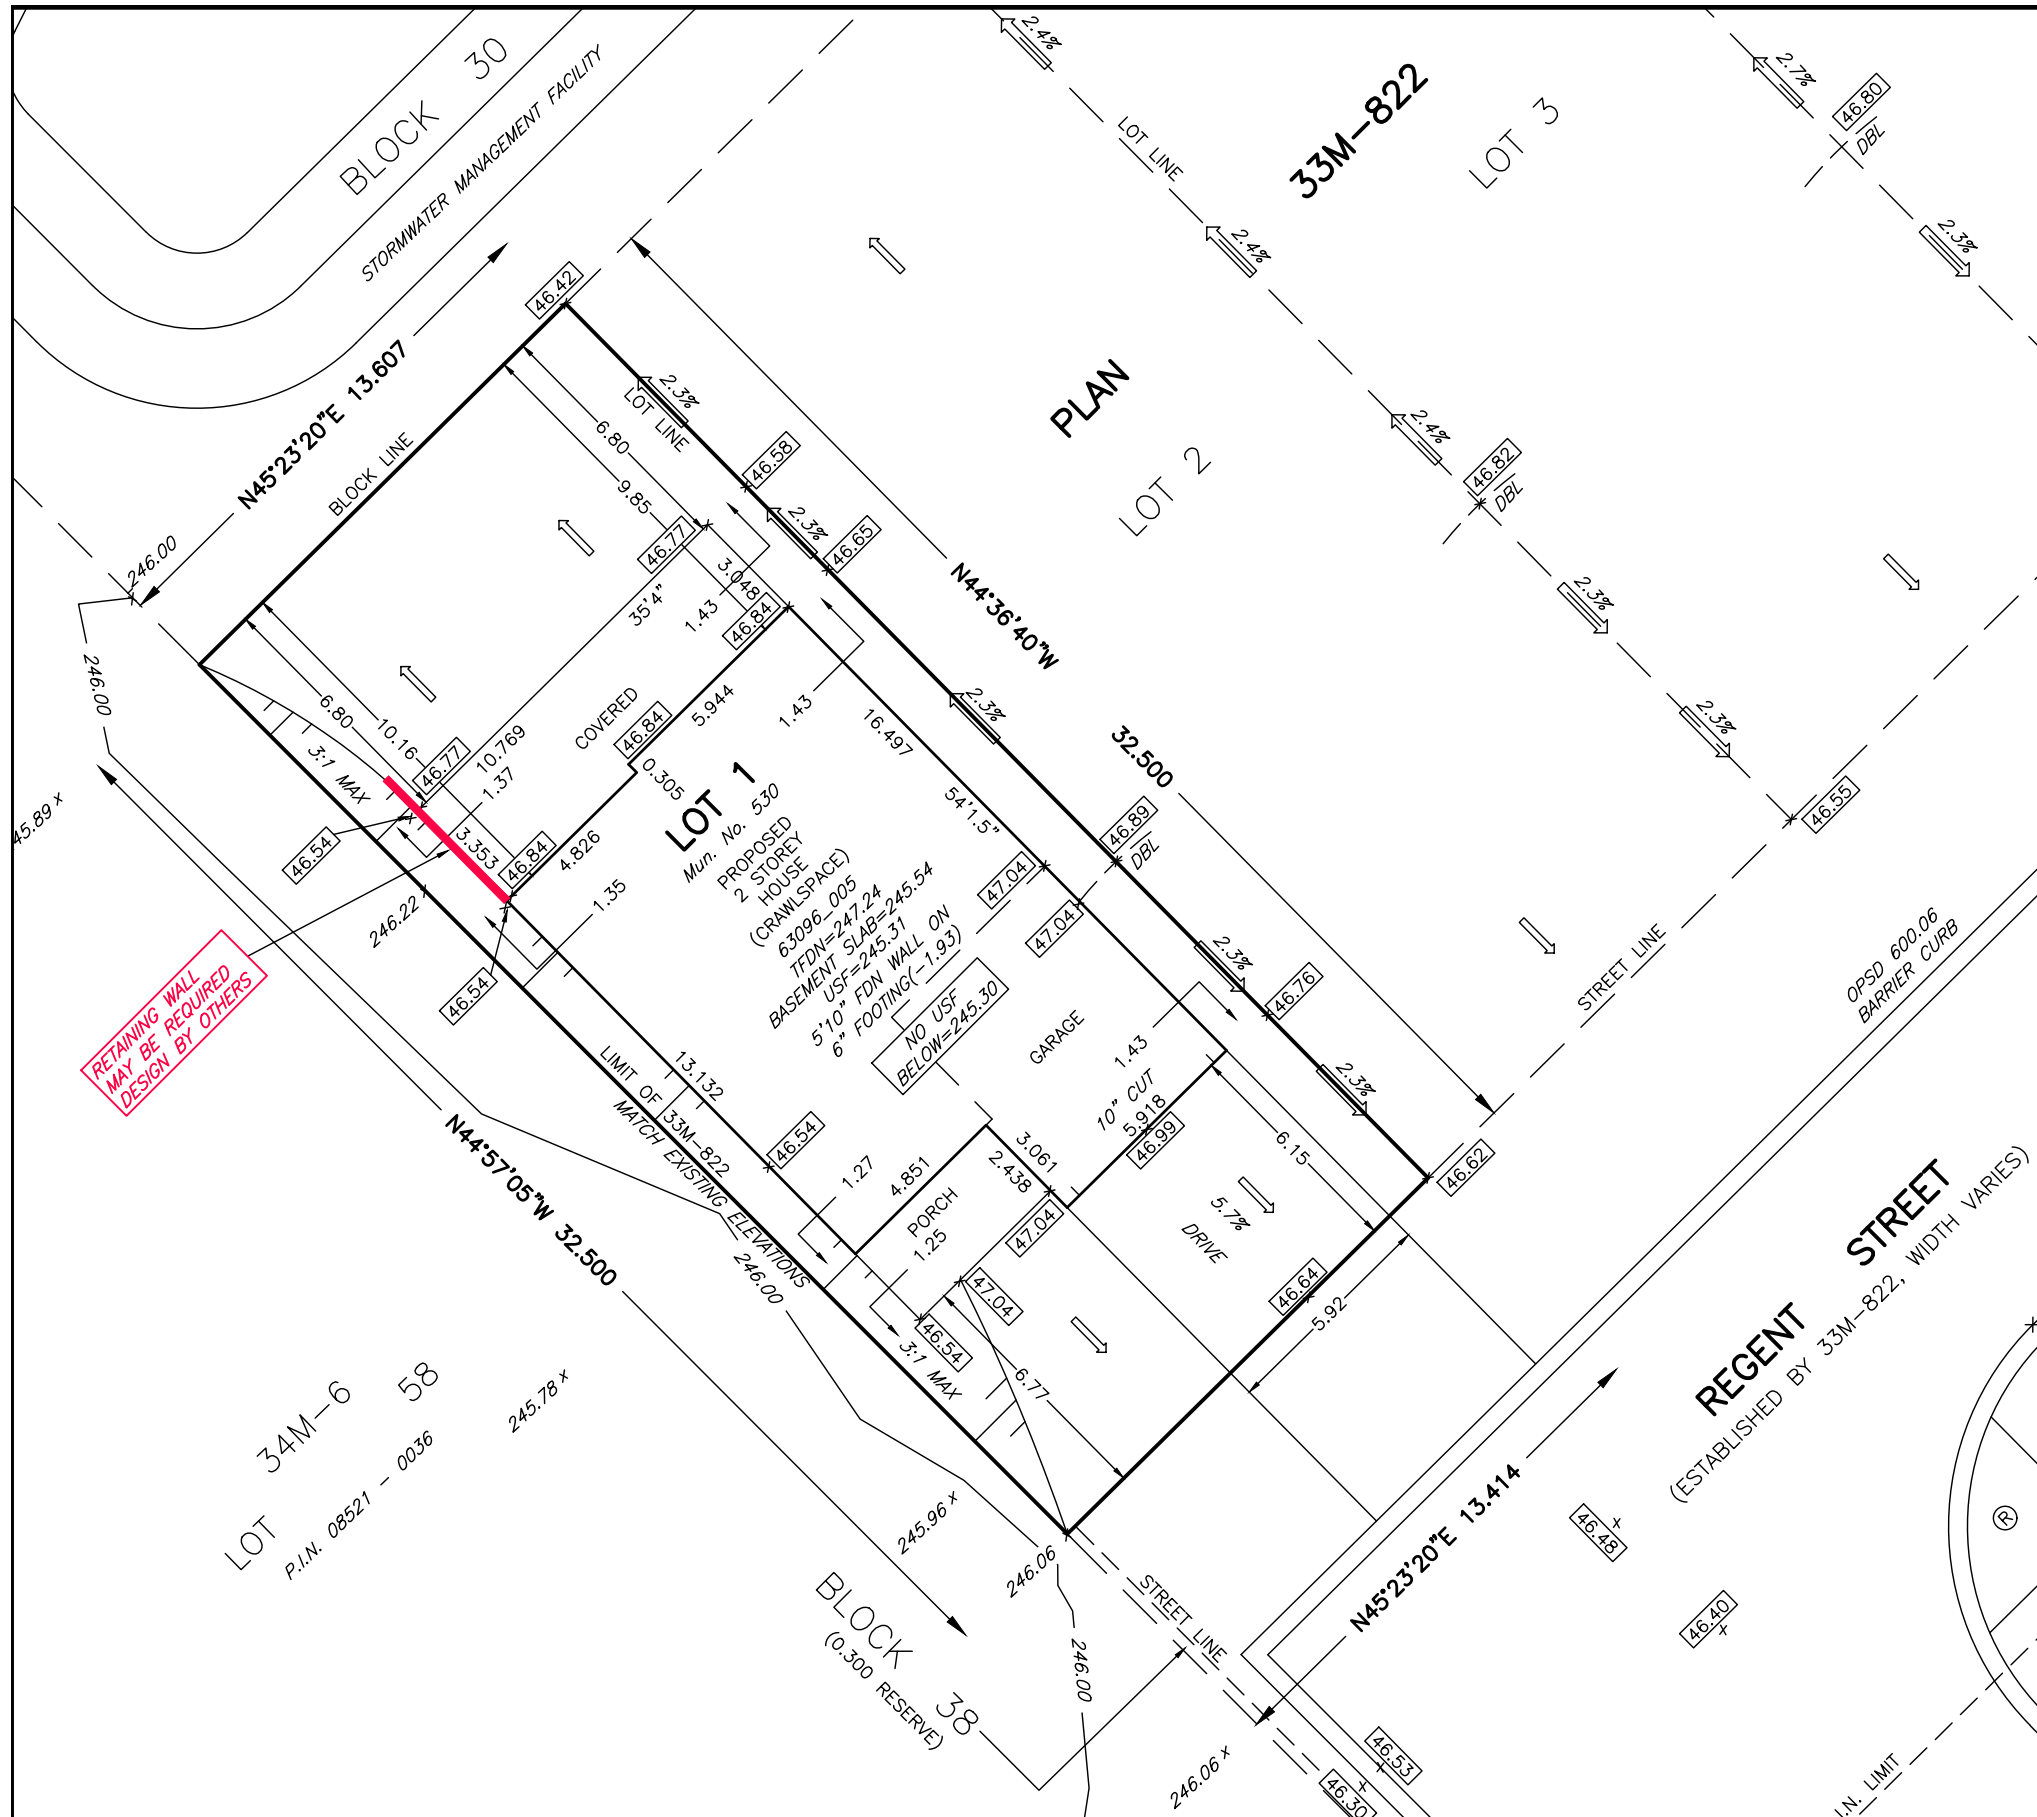 BLOCK 30
STORMWATER MANAGEMENT FACILITY
2.4%
LOT LINE
2.4%
2.4%
46.82
DBL
2.3%
2.3%
46.55
33M-822
LOT 3
2.7%
46.80
DBL
2.3%
PLAN
LOT 2
N45°23'20"E 13.607
BLOCK LINE
246.00
246.00
46.42
2.3%
LOT LINE
46.58
2.3%
46.65
2.3%
46.89
DBL
2.3%
46.76
2.3%
46.62
N44°36'40"W
32.500
6.80
9.85
46.77
3.048
35'4"
1.43
46.84
1.43
COVERED
46.84
5.944
0.305
16.497
54'1.5"
6.80
10.16
46.77
10.769
1.37
3:1 MAX
3.353
46.84
4.826
1.35
46.54
246.22
46.54
45.89
RETAINING WALL
MAY BE REQUIRED
DESIGN BY OTHERS
LOT 1
Mun. No. 530
PROPOSED
2 STOREY
HOUSE
(CRAWLSPACE)
63096_005
TFDN=247.24
BASEMENT SLAB=245.54
USF=245.31
5'10" FDN WALL ON
6" FOOTING(-1.93)
NO USF
BELOW=245.30
47.04
47.04
GARAGE
1.43
10" CUT
5.918
46.99
6.15
13.132
LIMIT OF 33M-822
MATCH EXISTING ELEVATIONS
46.54
1.27
4.851
3.061
2.438
PORCH
1.25
47.04
47.04
46.54
3:1 MAX
6.77
5.7%
DRIVE
46.64
5.92
N44°57'05"W 32.500
246.00
LOT 58
34M-6
P.I.N. 08521 - 0036
245.78
245.96
246.06
BLOCK 38
(0.300 RESERVE)
STREET LINE
246.00
246.06
STREET LINE
OPSD 600.06
BARRIER CURB
REGENT STREET
(ESTABLISHED BY 33M-822, WIDTH VARIES)
N45°23'20"E 13.414
46.48
46.40
46.53
46.30
R
I.N. LIMIT